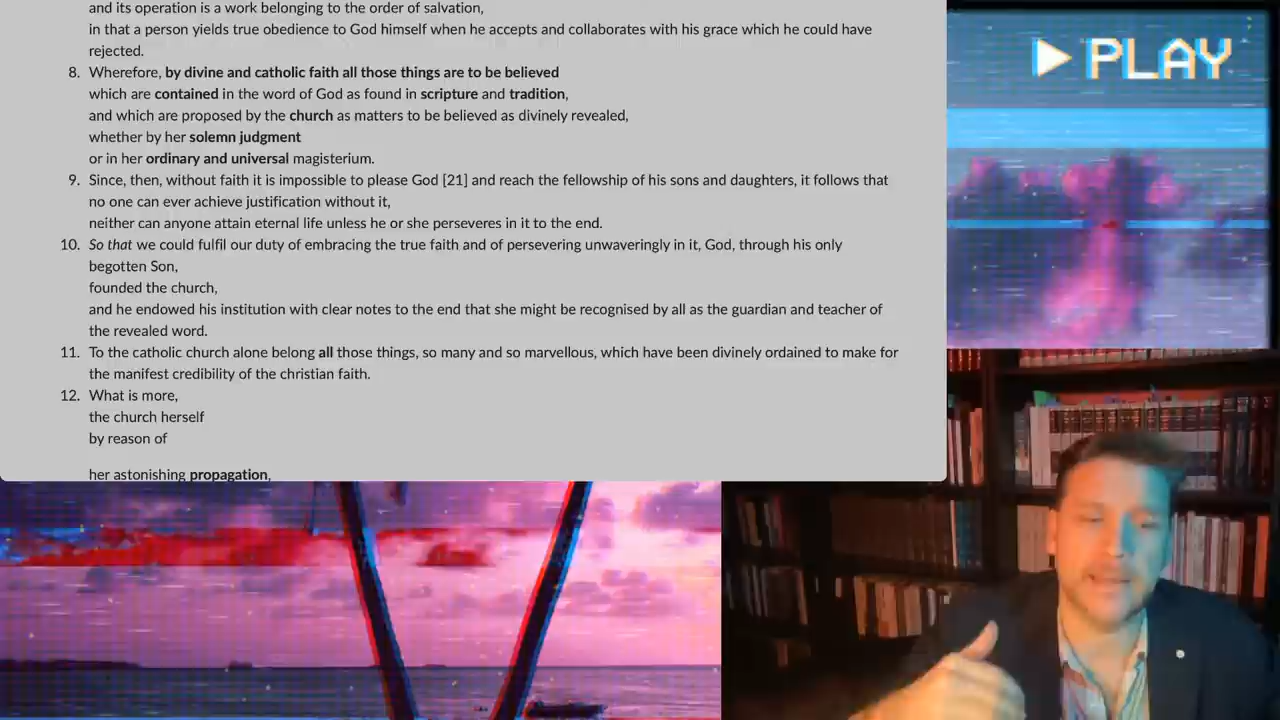 and its operation is a work belonging to the order of salvation,
in that a person yields true obedience to God himself when he accepts and collaborates with his grace which he could have
rejected.
8. Wherefore, by divine and catholic faith all those things are to be believed
which are contained in the word of God as found in scripture and tradition,
and which are proposed by the church as matters to be believed as divinely revealed,
whether by her solemn judgment
or in her ordinary and universal magisterium.
9. Since, then, without faith it is impossible to please God [21] and reach the fellowship of his sons and daughters, it follows that
no one can ever achieve justification without it,
neither can anyone attain eternal life unless he or she perseveres in it to the end.
10. So that we could fulfil our duty of embracing the true faith and of persevering unwaveringly in it, God, through his only
begotten Son,
founded the church,
and he endowed his institution with clear notes to the end that she might be recognised by all as the guardian and teacher of
the revealed word.
11. To the catholic church alone belong all those things, so many and so marvellous, which have been divinely ordained to make for
the manifest credibility of the christian faith.
12. What is more,
the church herself
by reason of
her astonishing propagation,
PLAY